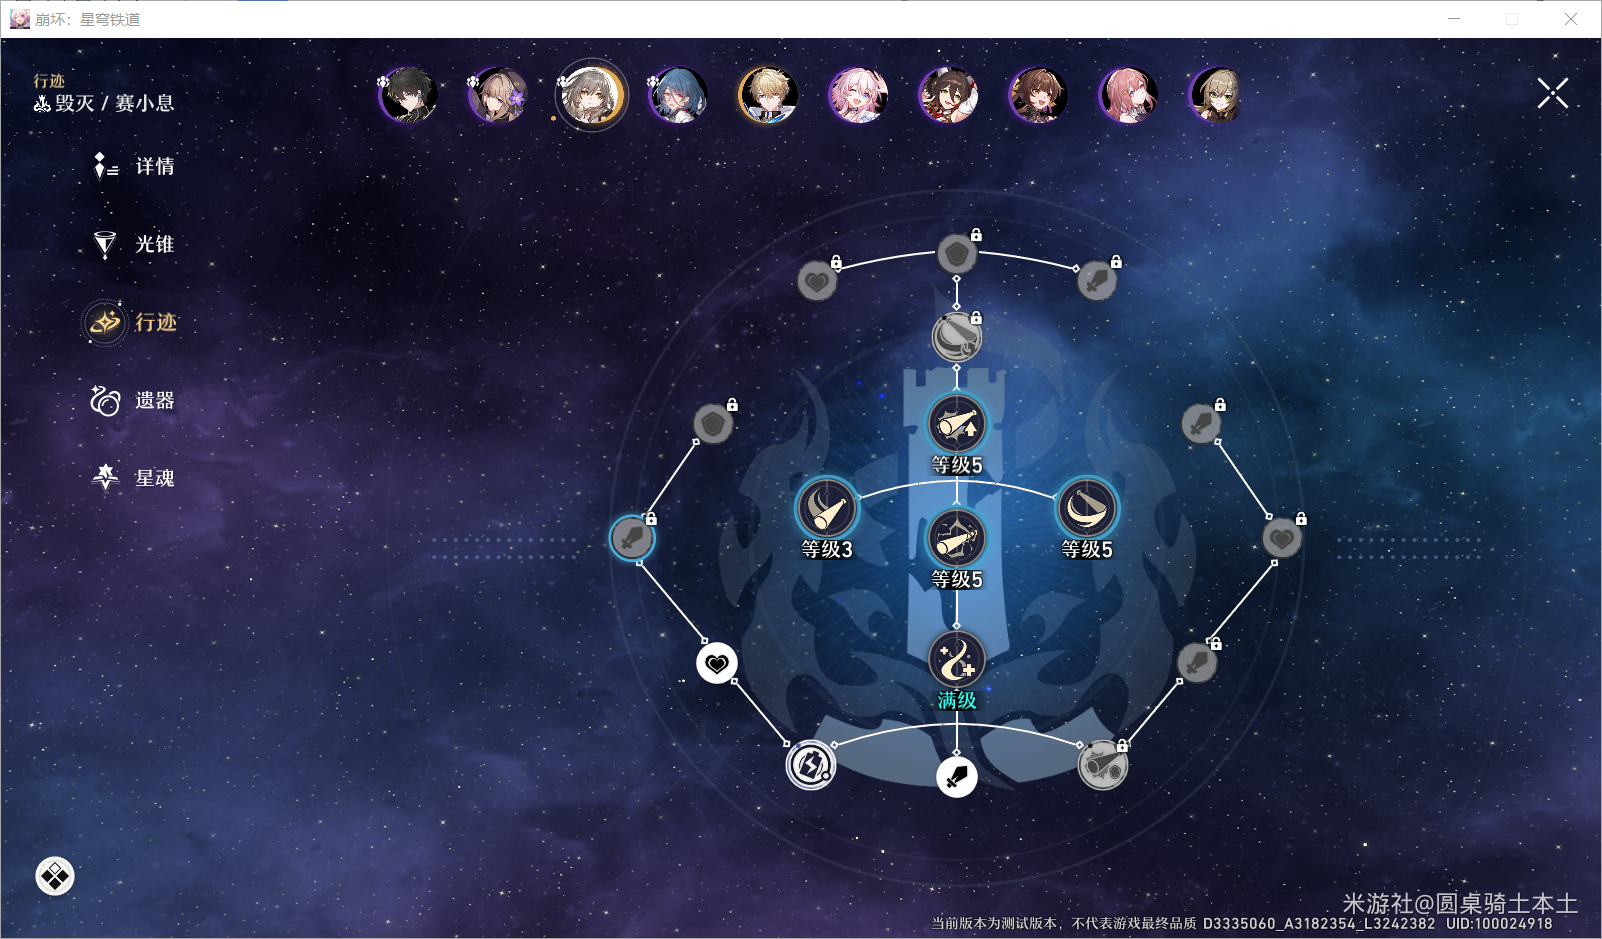 崩坏：星穹铁道
行迹
毁灭 / 赛小息
详情
光锥
行迹
遗器
星魂
等级5
等级3
等级5
等级5
满级
米游社@圆桌骑士本士
当前版本为测试版本，不代表游戏最终品质 D3335060_A3182354_L3242382 UID:100024918